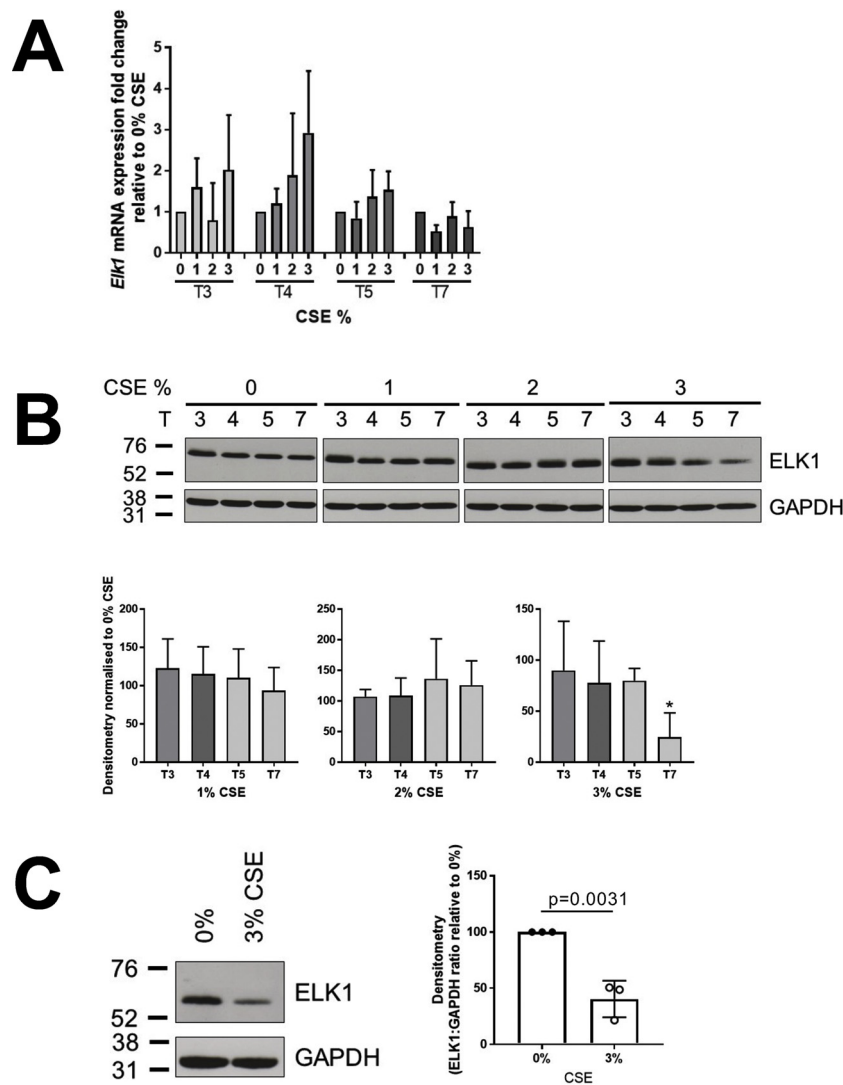 A
Elk1 mRNA expression fold change
relative to 0% CSE
5
4
3
2
1
0
0 1 2 3 0 1 2 3 0 1 2 3 0 1 2 3
T3 T4 T5 T7
CSE %
B
CSE % 0 1 2 3
T 3 4 5 7 3 4 5 7 3 4 5 7 3 4 5 7
76
52
ELK1
38
31
GAPDH
Densitometry normalised to 0% CSE
200
150
100
50
0
T3 T4 T5 T7
1% CSE
250
200
150
100
50
0
T3 T4 T5 T7
2% CSE
150
100
50
0
*
T3 T4 T5 T7
3% CSE
C
0%
3% CSE
76
52
ELK1
38
31
GAPDH
Densitometry
(ELK1:GAPDH ratio relative to 0%)
150
100
50
0
p=0.0031
0% 3%
CSE